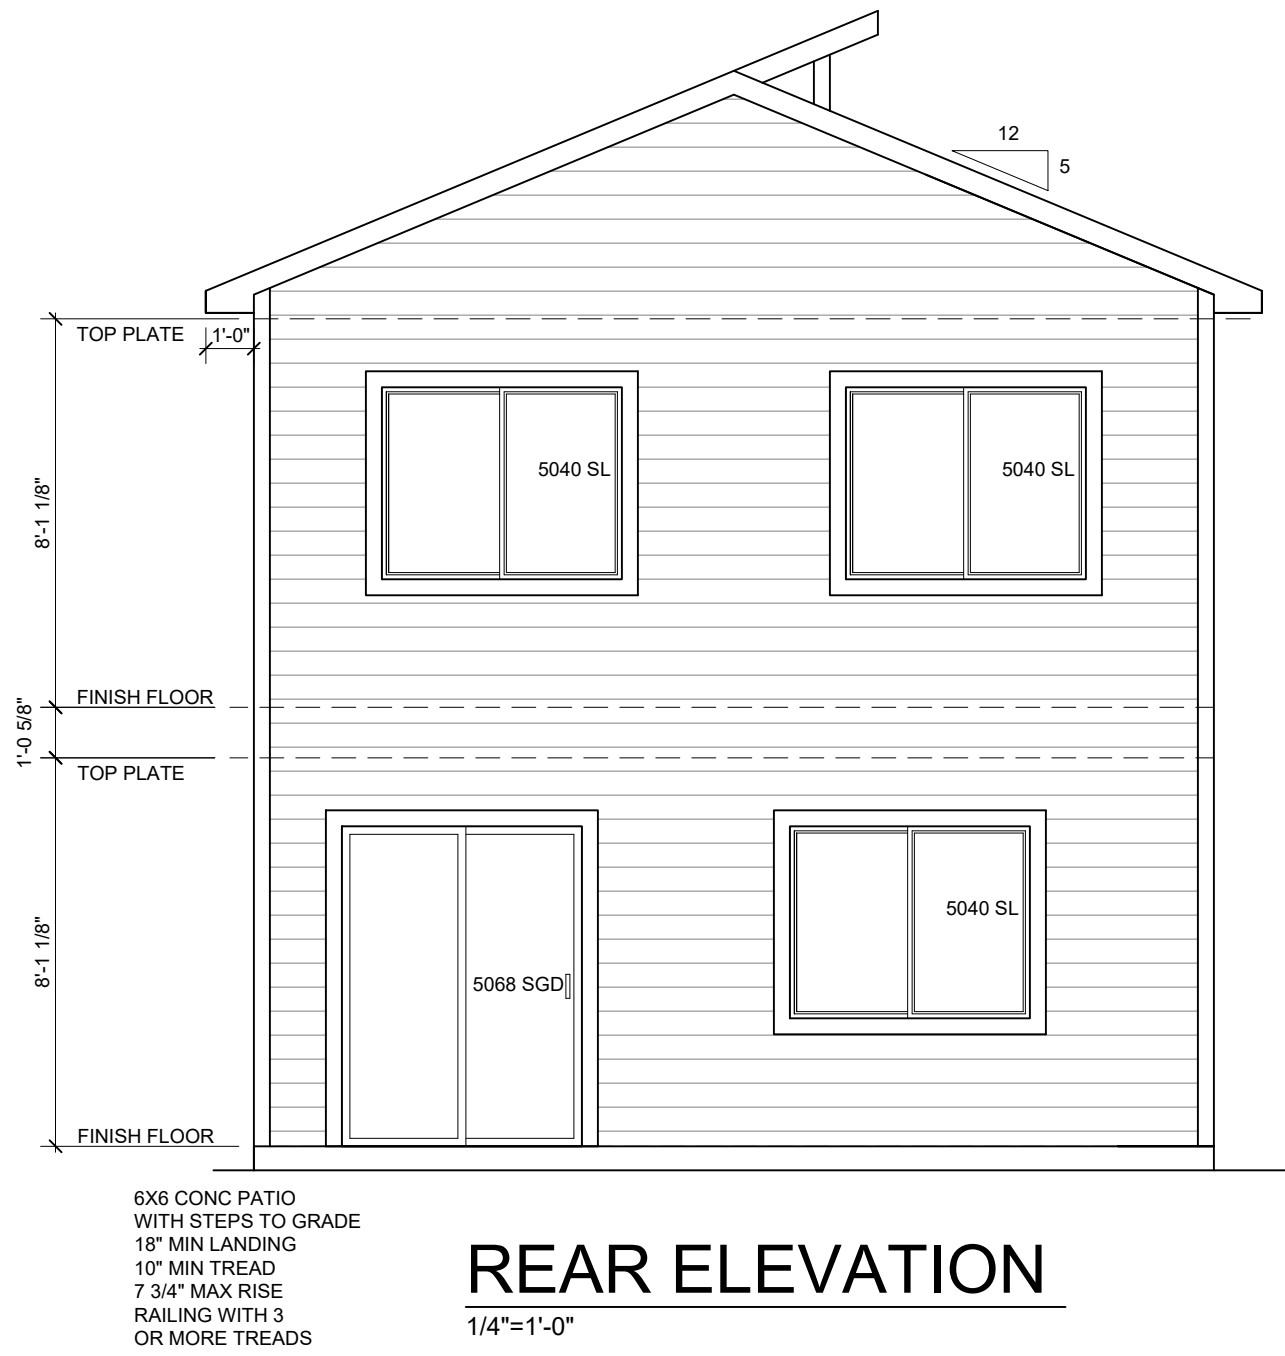 12
5
TOP PLATE
1'-0"
5040 SL
5040 SL
8'-1 1/8"
FINISH FLOOR
1'-0 5/8"
TOP PLATE
5040 SL
8'-1 1/8"
5068 SGD
FINISH FLOOR
6X6 CONC PATIO
WITH STEPS TO GRADE
18" MIN LANDING
10" MIN TREAD
7 3/4" MAX RISE
RAILING WITH 3
OR MORE TREADS
REAR ELEVATION
1/4"=1'-0"